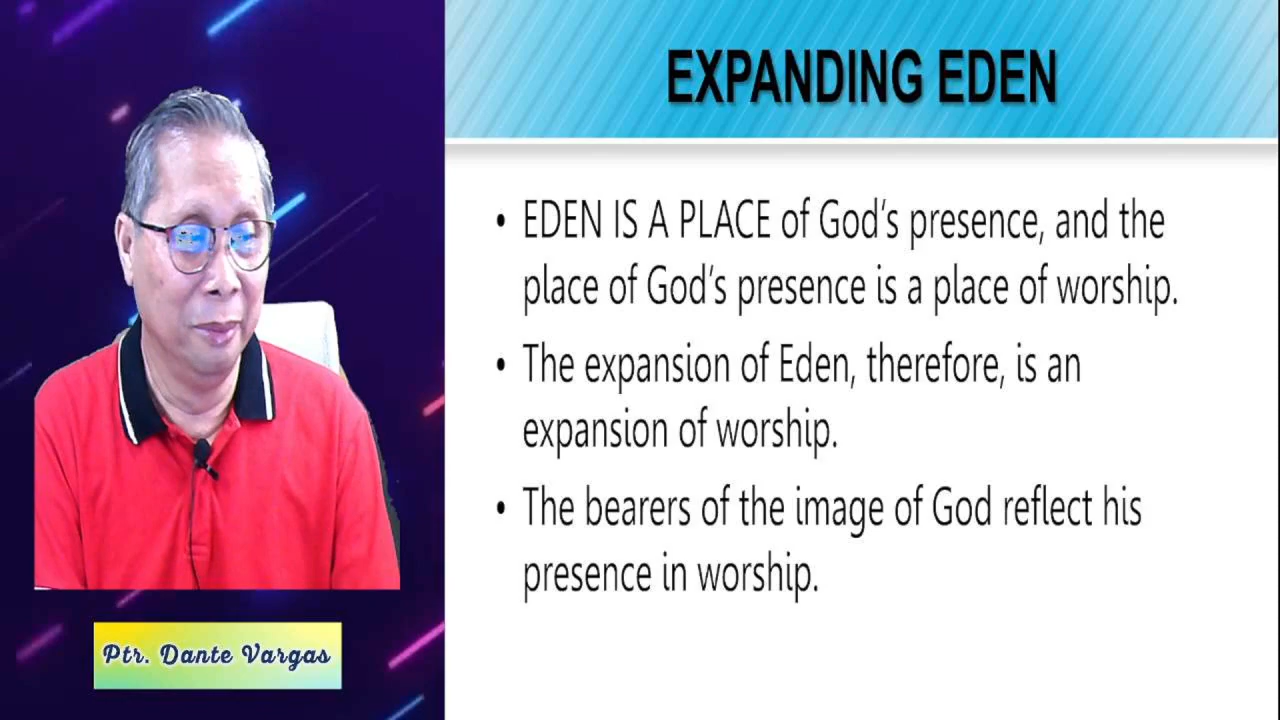 EXPANDING EDEN
• EDEN IS A PLACE of God's presence, and the
place of God's presence is a place of worship.
• The expansion of Eden, therefore, is an
expansion of worship.
• The bearers of the image of God reflect his
presence in worship.
Ptr. Dante Vargas